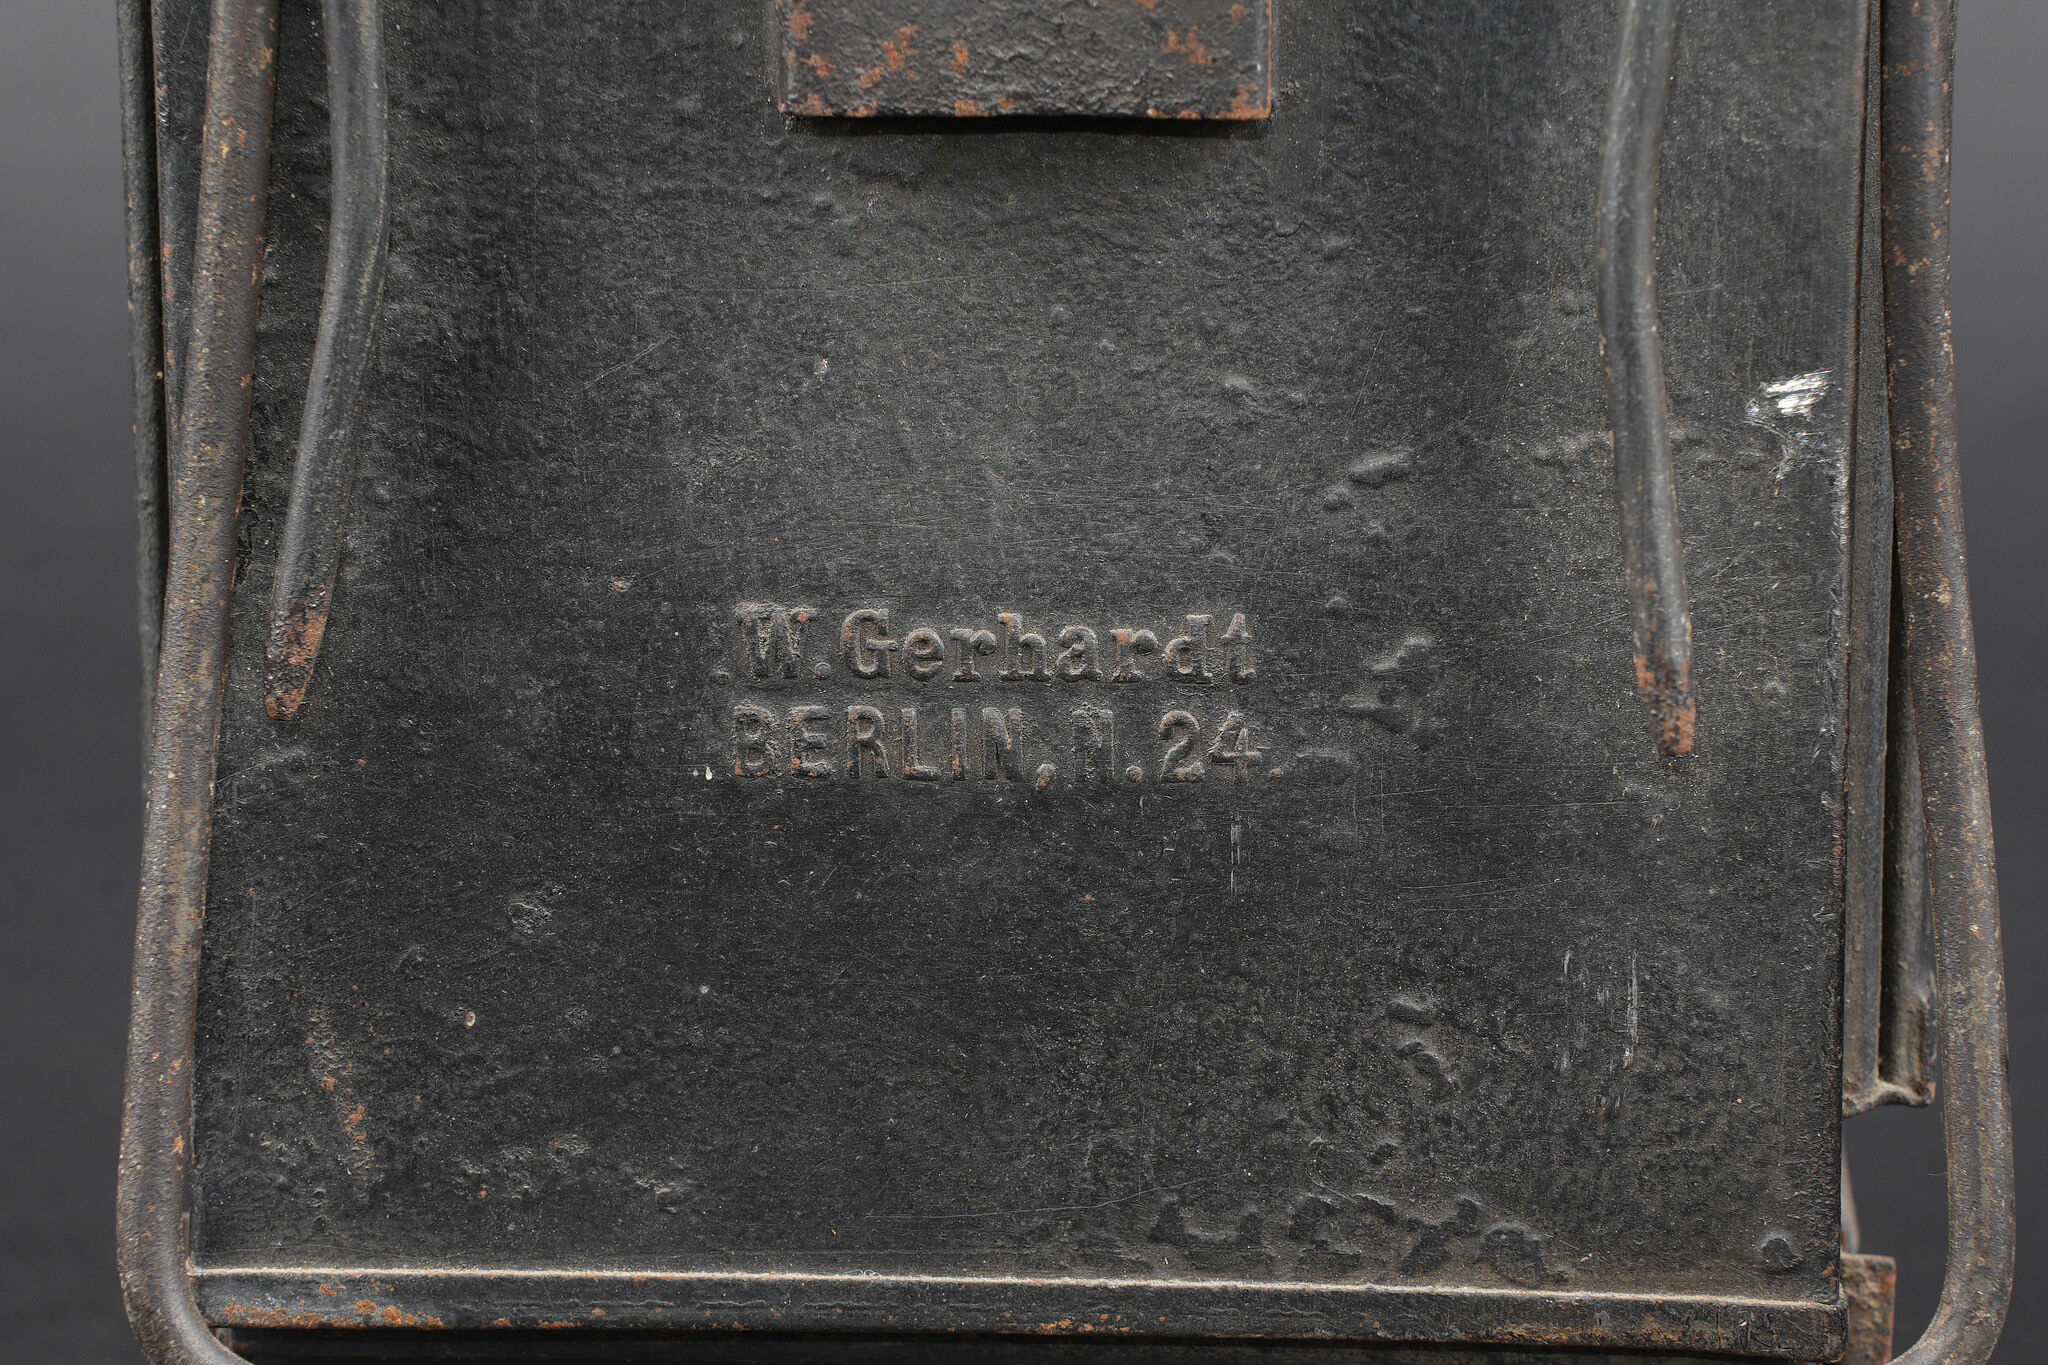 W. Gerhardt
BERLIN, N. 24.